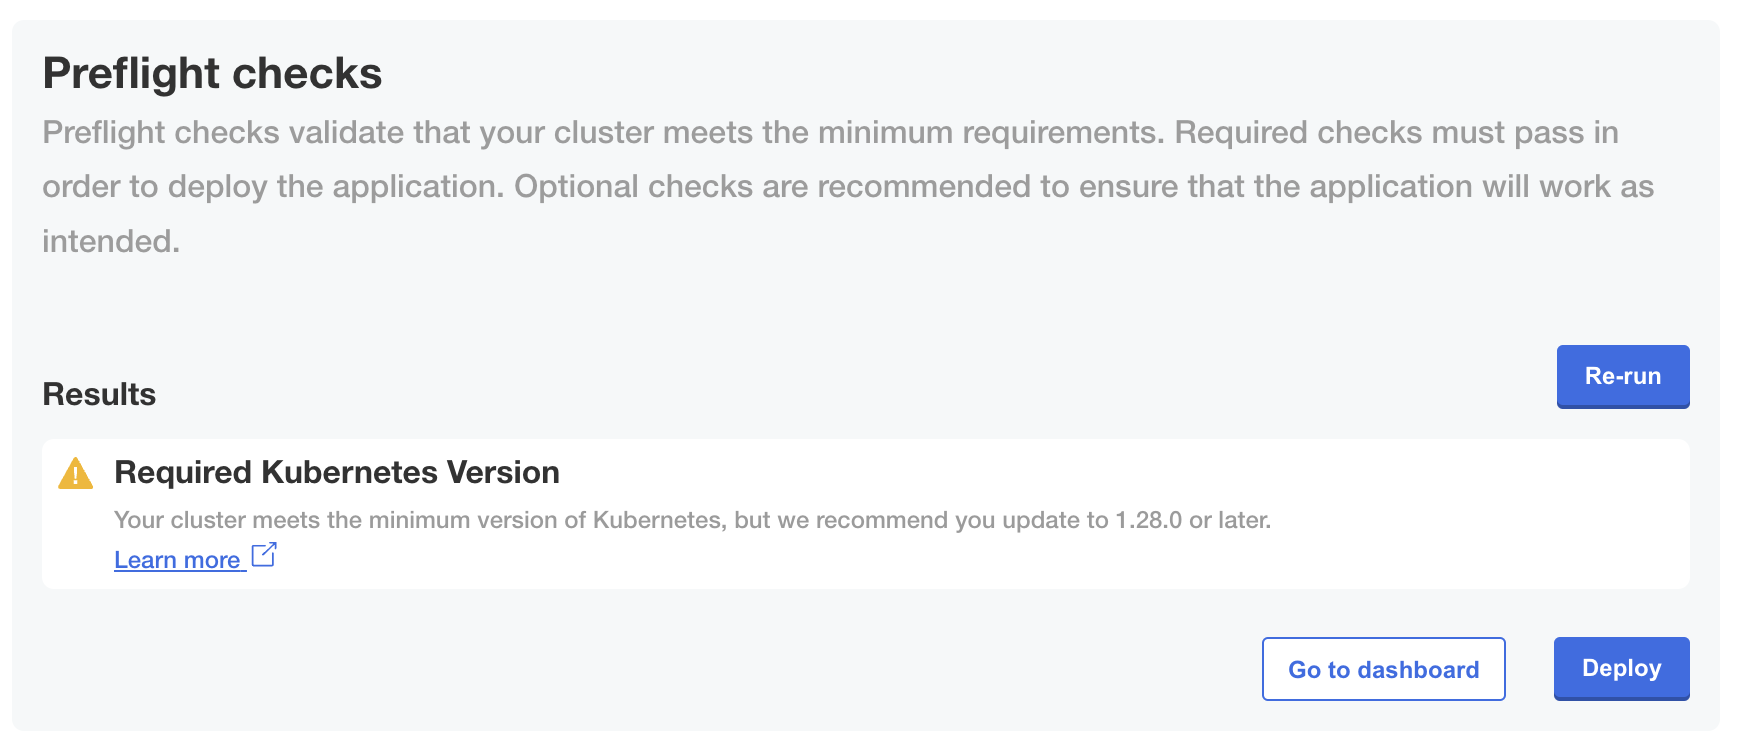 Preflight checks
Preflight checks validate that your cluster meets the minimum requirements. Required checks must pass in
order to deploy the application. Optional checks are recommended to ensure that the application will work as
intended.
Re-run
Results
Required Kubernetes Version
Your cluster meets the minimum version of Kubernetes, but we recommend you update to 1.28.0 or later.
Learn more
Go to dashboard
Deploy